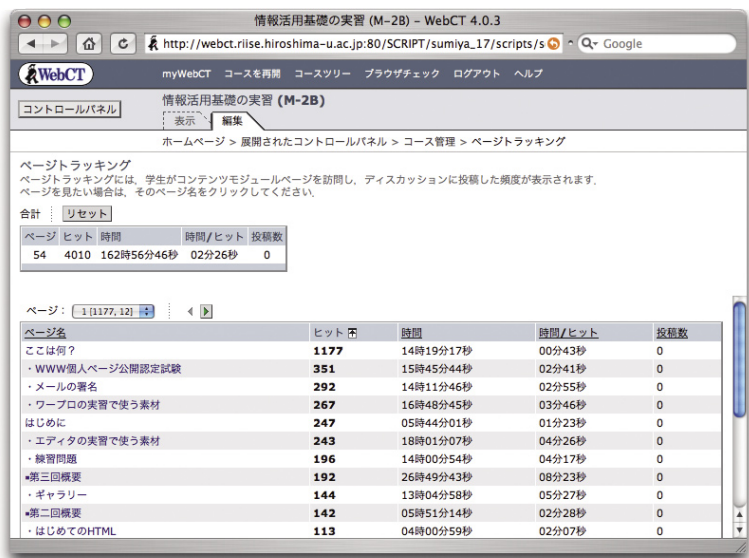 情報活用基礎の実習 (M-2B) – WebCT 4.0.3
http://webct.riise.hiroshima-u.ac.jp:80/SCRIPT/sumiya_17/scripts/s Google
WebCT myWebCT コースを再開 コースツリー ブラウザチェック ログアウト ヘルプ
コントロールパネル
情報活用基礎の実習 (M-2B)
表示 編集
ホームページ > 展開されたコントロールパネル > コース管理 > ページトラッキング
ページトラッキング
ページトラッキングには，学生がコンテンツモジュールページを訪問し，ディスカッションに投稿した頻度が表示されます．
ページを見たい場合は，そのページ名をクリックしてください．
合計 リセット
ページ ヒット 時間 時間/ヒット 投稿数
54 4010 162時56分46秒 02分26秒 0
ページ： 1 [1177, 12]
ページ名 ヒット 時間 時間/ヒット 投稿数
ここは何？ 1177 14時19分17秒 00分43秒 0
・WWW個人ページ公開認定試験 351 15時45分44秒 02分41秒 0
・メールの署名 292 14時11分46秒 02分55秒 0
・ワープロの実習で使う素材 267 16時48分45秒 03分46秒 0
はじめに 247 05時44分01秒 01分23秒 0
・エディタの実習で使う素材 243 18時01分07秒 04分26秒 0
・練習問題 196 14時00分54秒 04分17秒 0
▪第三回概要 192 26時49分43秒 08分23秒 0
・ギャラリー 144 13時04分58秒 05分27秒 0
▪第二回概要 142 05時51分14秒 02分28秒 0
・はじめてのHTML 113 04時00分59秒 02分07秒 0